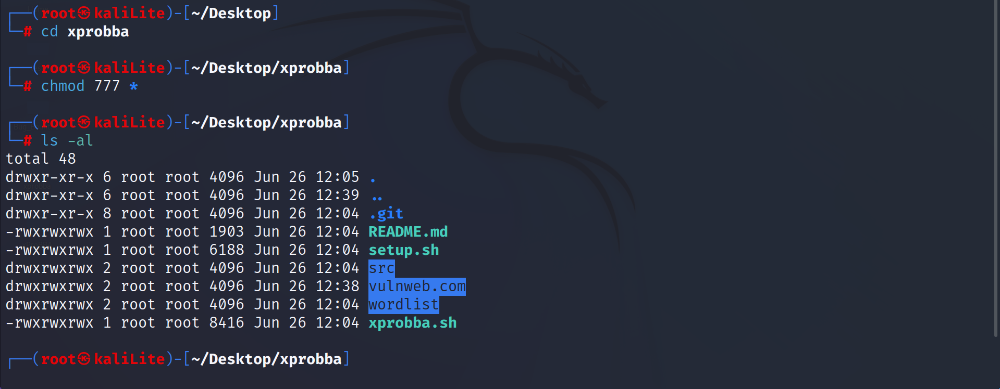 ┌──(root㉿kaliLite)-[~/Desktop]
└─# cd xprobba
┌──(root㉿kaliLite)-[~/Desktop/xprobba]
└─# chmod 777 *
┌──(root㉿kaliLite)-[~/Desktop/xprobba]
└─# ls -al
total 48
drwxr-xr-x 6 root root 4096 Jun 26 12:05 .
drwxr-xr-x 6 root root 4096 Jun 26 12:39 ..
drwxr-xr-x 8 root root 4096 Jun 26 12:04 .git
-rwxrwxrwx 1 root root 1903 Jun 26 12:04 README.md
-rwxrwxrwx 1 root root 6188 Jun 26 12:04 setup.sh
drwxrwxrwx 2 root root 4096 Jun 26 12:04 src
drwxrwxrwx 2 root root 4096 Jun 26 12:38 vulnweb.com
drwxrwxrwx 2 root root 4096 Jun 26 12:04 wordlist
-rwxrwxrwx 1 root root 8416 Jun 26 12:04 xprobba.sh
┌──(root㉿kaliLite)-[~/Desktop/xprobba]